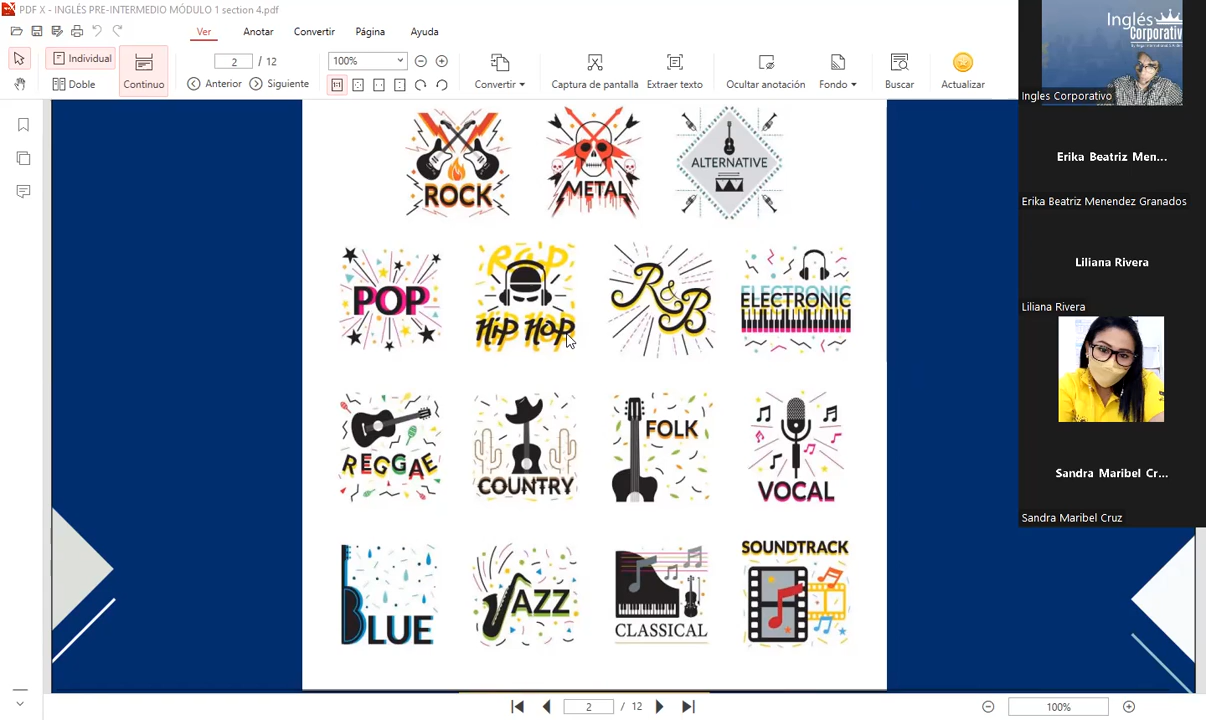 PDF X - INGLÉS PRE-INTERMEDIO MÓDULO 1 section 4.pdf
Ver Anotar Convertir Página Ayuda
Individual
Doble
Continuo
2 / 12
Anterior Siguiente
100%
Convertir
Captura de pantalla
Extraer texto
Ocultar anotación
Fondo
Buscar
Actualizar
ROCK
METAL
ALTERNATIVE
POP
RAP
HIP HOP
R&B
ELECTRONIC
REGGAE
COUNTRY
FOLK
VOCAL
BLUE
JAZZ
CLASSICAL
SOUNDTRACK
2 / 12
100%
Inglés
Corporativ
Ingles Corporativo
Erika Beatriz Men...
Erika Beatriz Menendez Granados
Liliana Rivera
Liliana Rivera
Sandra Maribel Cr...
Sandra Maribel Cruz